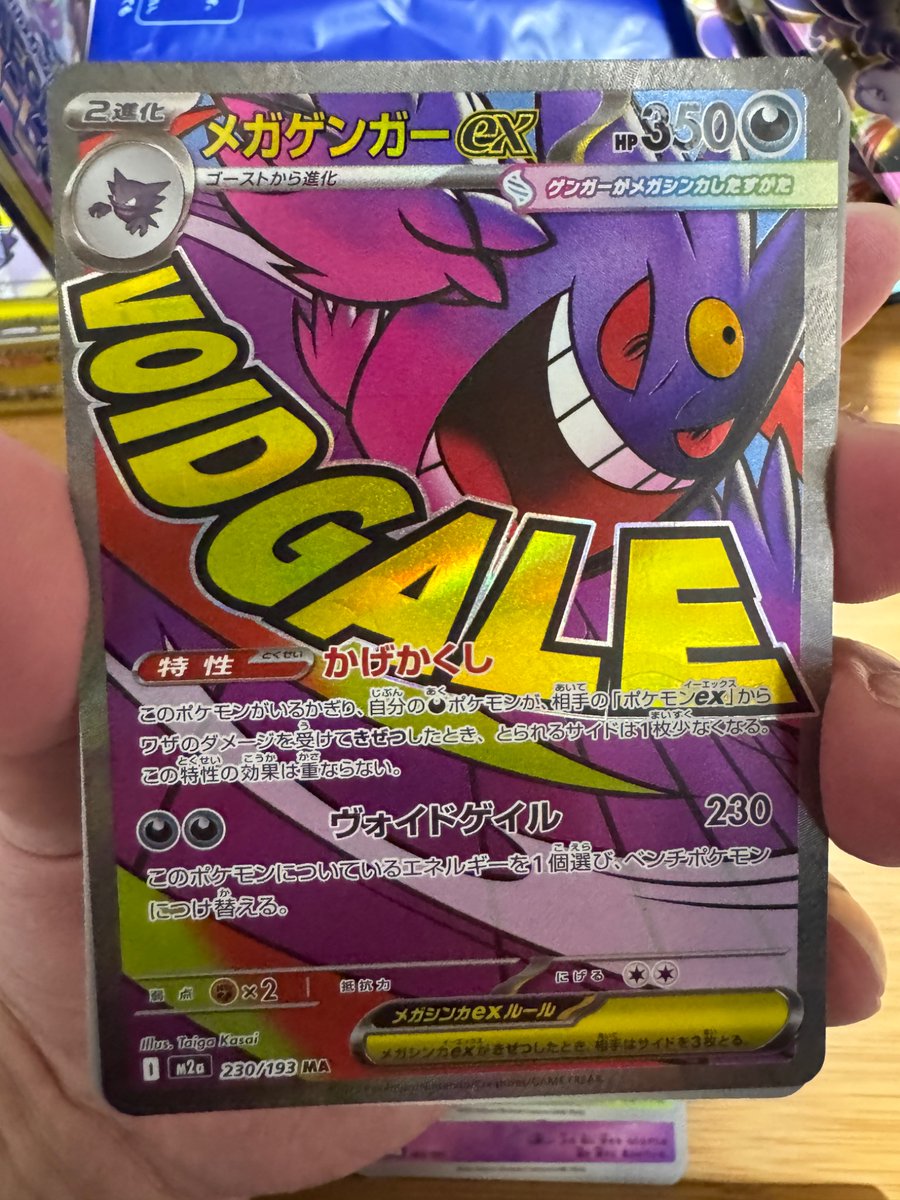 2進化
メガゲンガーex
HP350
ゴーストから進化
ゲンガーがメガシンカしたすがた
VOIDGALE
特性 とくせい かげかくし
このポケモンがいるかぎり、自分のポケモンが、相手の「ポケモンex」から
ワザのダメージを受けてきぜつしたとき、とられるサイドは1枚少なくなる。
この特性の効果は重ならない。
ヴォイドゲイル 230
このポケモンについているエネルギーを1個選び、ベンチポケモン
につけ替える。
弱点 ×2 抵抗力 にげる
メガシンカexルール
メガシンカexがきぜつしたとき、相手はサイドを3枚とる。
Illus. Taiga Kasai
I M2a 230/193 MA